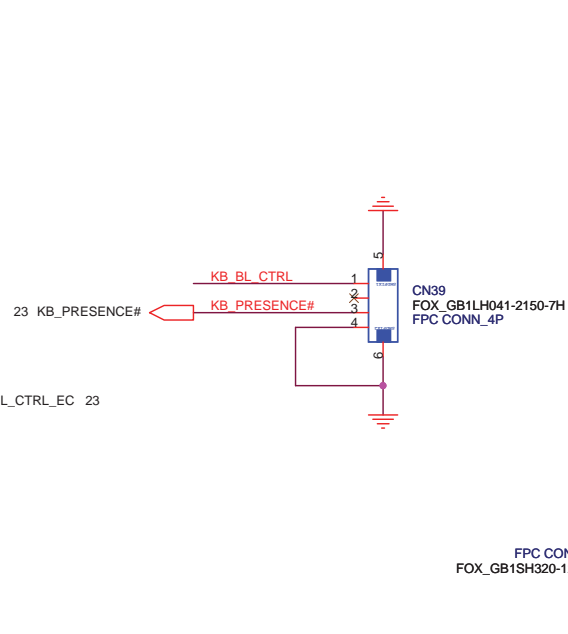 5
KB_BL_CTRL
1
2
KB_PRESENCE#
3
4
23 KB_PRESENCE#
CN39
FOX_GB1LH041-2150-7H
FPC CONN_4P
6
L_CTRL_EC 23
FPC CON
FOX_GB1SH320-1